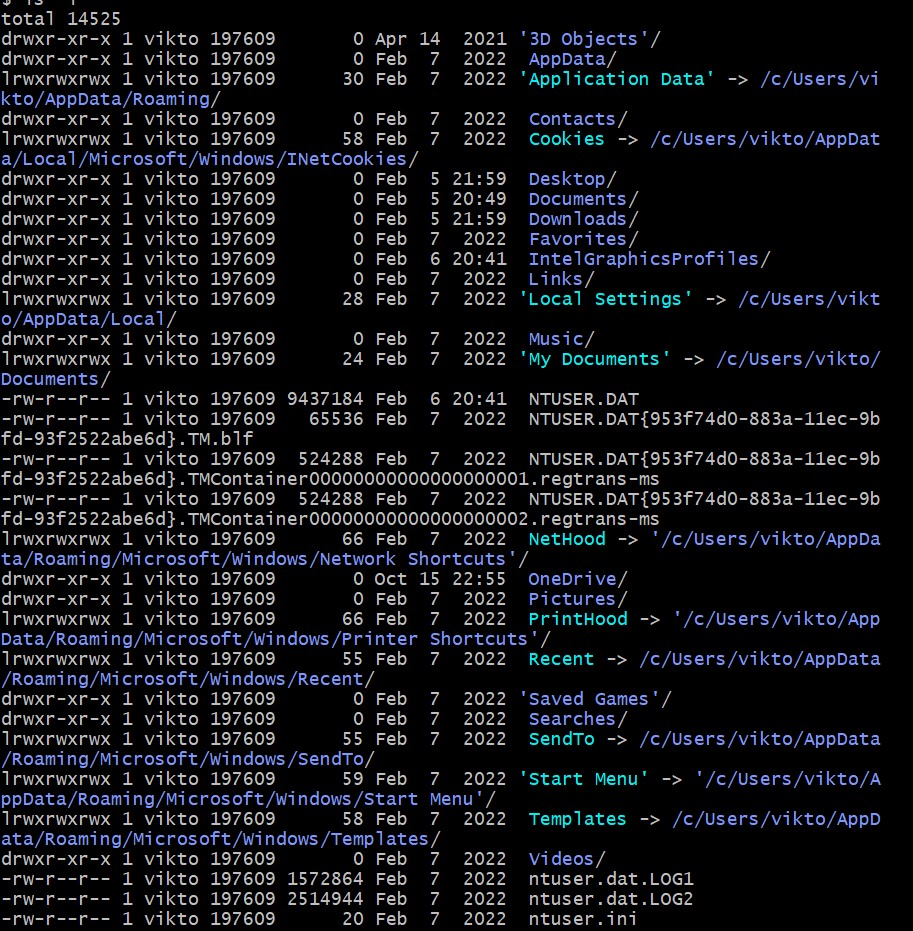 total 14525
drwxr-xr-x 1 vikto 197609       0 Apr 14  2021 '3D Objects'/
drwxr-xr-x 1 vikto 197609       0 Feb  7  2022  AppData/
lrwxrwxrwx 1 vikto 197609      30 Feb  7  2022 'Application Data' -> /c/Users/vi
kto/AppData/Roaming/
drwxr-xr-x 1 vikto 197609       0 Feb  7  2022  Contacts/
lrwxrwxrwx 1 vikto 197609      58 Feb  7  2022  Cookies -> /c/Users/vikto/AppDat
a/Local/Microsoft/Windows/INetCookies/
drwxr-xr-x 1 vikto 197609       0 Feb  5 21:59  Desktop/
drwxr-xr-x 1 vikto 197609       0 Feb  5 20:49  Documents/
drwxr-xr-x 1 vikto 197609       0 Feb  5 21:59  Downloads/
drwxr-xr-x 1 vikto 197609       0 Feb  7  2022  Favorites/
drwxr-xr-x 1 vikto 197609       0 Feb  6 20:41  IntelGraphicsProfiles/
drwxr-xr-x 1 vikto 197609       0 Feb  7  2022  Links/
lrwxrwxrwx 1 vikto 197609      28 Feb  7  2022 'Local Settings' -> /c/Users/vikt
o/AppData/Local/
drwxr-xr-x 1 vikto 197609       0 Feb  7  2022  Music/
lrwxrwxrwx 1 vikto 197609      24 Feb  7  2022 'My Documents' -> /c/Users/vikto/
Documents/
-rw-r--r-- 1 vikto 197609 9437184 Feb  6 20:41  NTUSER.DAT
-rw-r--r-- 1 vikto 197609   65536 Feb  7  2022  NTUSER.DAT{953f74d0-883a-11ec-9b
fd-93f2522abe6d}.TM.blf
-rw-r--r-- 1 vikto 197609  524288 Feb  7  2022  NTUSER.DAT{953f74d0-883a-11ec-9b
fd-93f2522abe6d}.TMContainer00000000000000000001.regtrans-ms
-rw-r--r-- 1 vikto 197609  524288 Feb  7  2022  NTUSER.DAT{953f74d0-883a-11ec-9b
fd-93f2522abe6d}.TMContainer00000000000000000002.regtrans-ms
lrwxrwxrwx 1 vikto 197609      66 Feb  7  2022  NetHood -> '/c/Users/vikto/AppDa
ta/Roaming/Microsoft/Windows/Network Shortcuts'/
drwxr-xr-x 1 vikto 197609       0 Oct 15 22:55  OneDrive/
drwxr-xr-x 1 vikto 197609       0 Feb  7  2022  Pictures/
lrwxrwxrwx 1 vikto 197609      66 Feb  7  2022  PrintHood -> '/c/Users/vikto/App
Data/Roaming/Microsoft/Windows/Printer Shortcuts'/
lrwxrwxrwx 1 vikto 197609      55 Feb  7  2022  Recent -> /c/Users/vikto/AppData
/Roaming/Microsoft/Windows/Recent/
drwxr-xr-x 1 vikto 197609       0 Feb  7  2022 'Saved Games'/
drwxr-xr-x 1 vikto 197609       0 Feb  7  2022  Searches/
lrwxrwxrwx 1 vikto 197609      55 Feb  7  2022  SendTo -> /c/Users/vikto/AppData
/Roaming/Microsoft/Windows/SendTo/
lrwxrwxrwx 1 vikto 197609      59 Feb  7  2022 'Start Menu' -> '/c/Users/vikto/A
ppData/Roaming/Microsoft/Windows/Start Menu'/
lrwxrwxrwx 1 vikto 197609      58 Feb  7  2022  Templates -> /c/Users/vikto/AppD
ata/Roaming/Microsoft/Windows/Templates/
drwxr-xr-x 1 vikto 197609       0 Feb  7  2022  Videos/
-rw-r--r-- 1 vikto 197609 1572864 Feb  7  2022  ntuser.dat.LOG1
-rw-r--r-- 1 vikto 197609 2514944 Feb  7  2022  ntuser.dat.LOG2
-rw-r--r-- 1 vikto 197609      20 Feb  7  2022  ntuser.ini